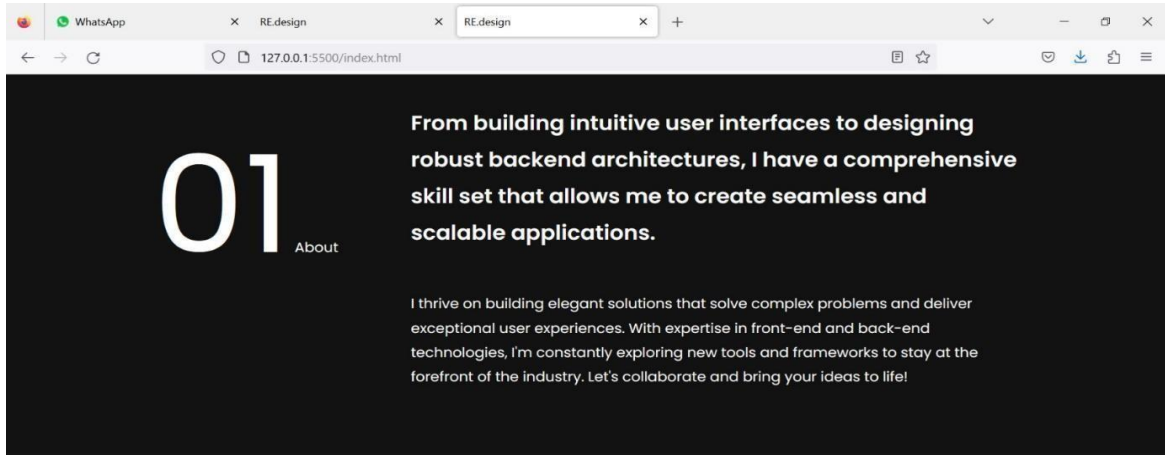 WhatsApp
RE.design
RE.design
127.0.0.1:5500/index.html
01
About
From building intuitive user interfaces to designing
robust backend architectures, I have a comprehensive
skill set that allows me to create seamless and
scalable applications.
I thrive on building elegant solutions that solve complex problems and deliver
exceptional user experiences. With expertise in front-end and back-end
technologies, I'm constantly exploring new tools and frameworks to stay at the
forefront of the industry. Let's collaborate and bring your ideas to life!